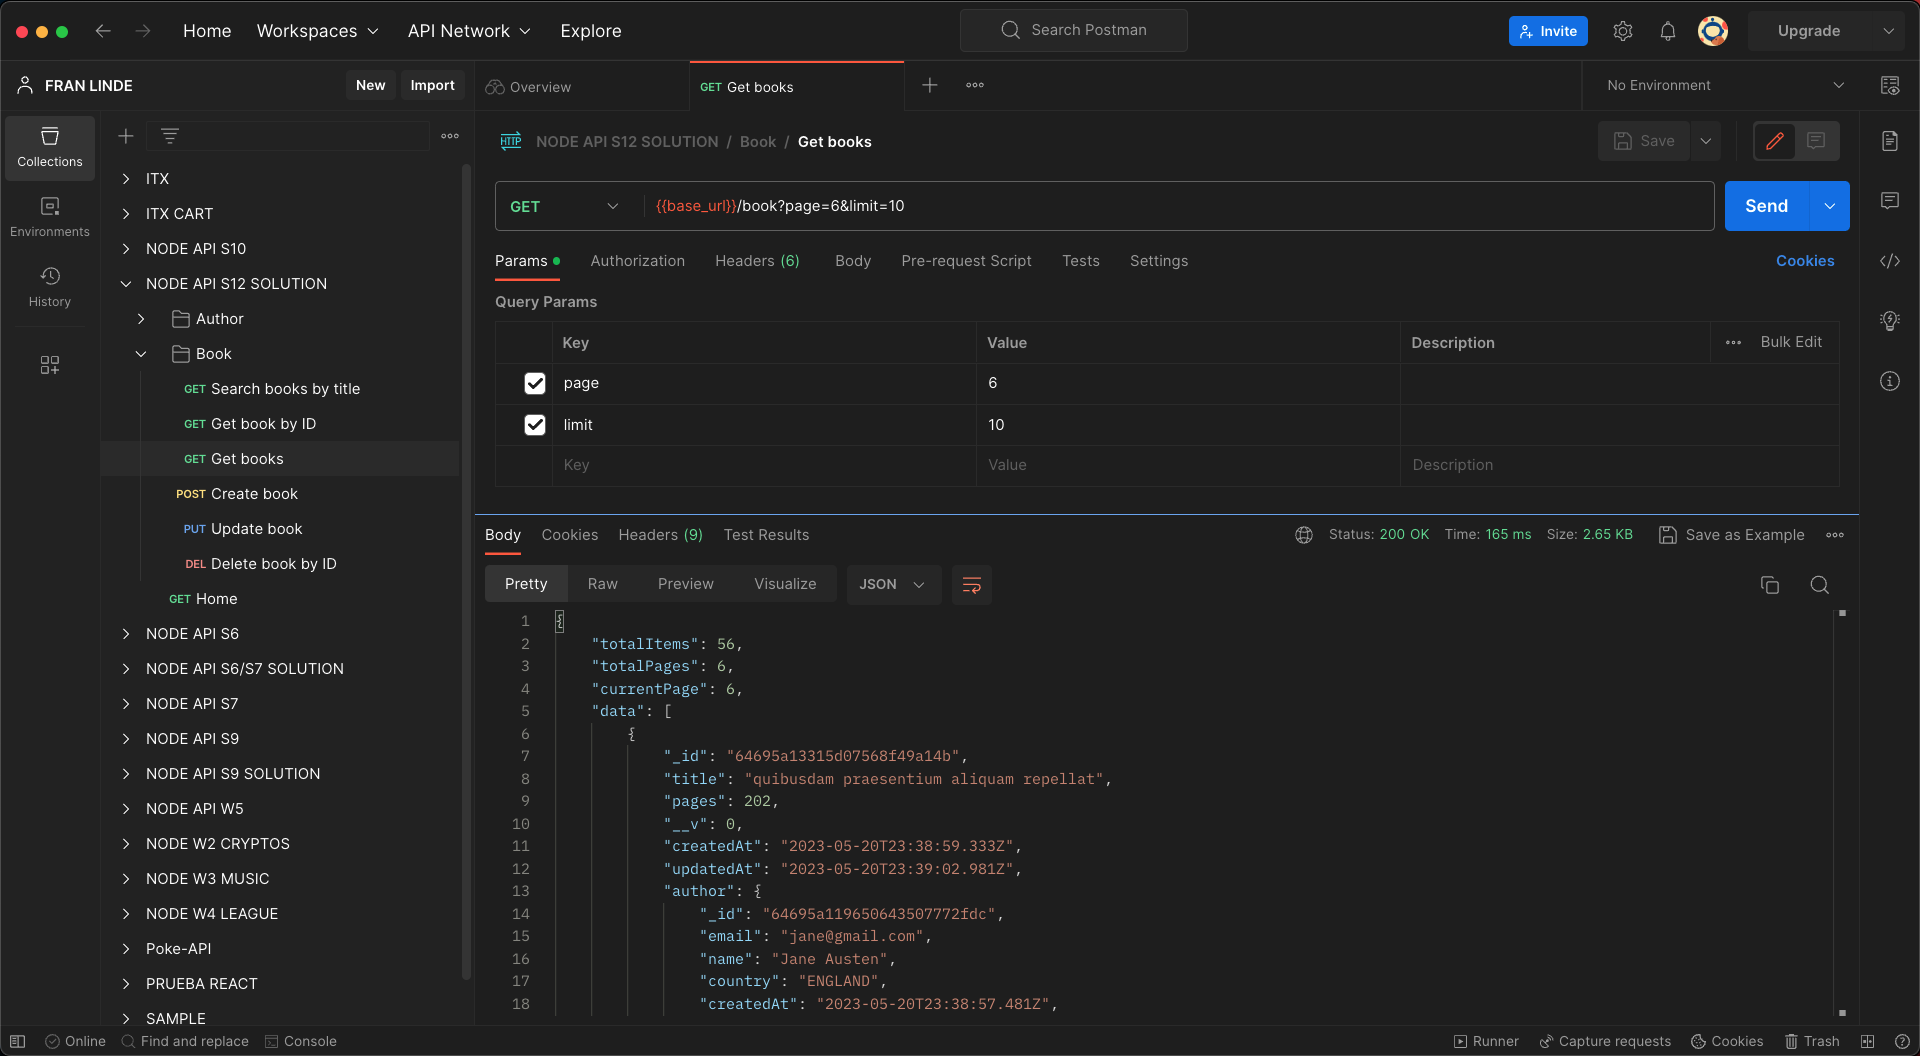 Home Workspaces API Network Explore Search Postman Invite Upgrade
FRAN LINDE New Import Overview GET Get books No Environment
Collections
Environments
History
ITX
ITX CART
NODE API S10
NODE API S12 SOLUTION
Author
Book
GET Search books by title
GET Get book by ID
GET Get books
POST Create book
PUT Update book
DEL Delete book by ID
GET Home
NODE API S6
NODE API S6/S7 SOLUTION
NODE API S7
NODE API S9
NODE API S9 SOLUTION
NODE API W5
NODE W2 CRYPTOS
NODE W3 MUSIC
NODE W4 LEAGUE
Poke-API
PRUEBA REACT
SAMPLE
HTTP NODE API S12 SOLUTION / Book / Get books Save
GET {{base_url}}/book?page=6&limit=10 Send
Params Authorization Headers (6) Body Pre-request Script Tests Settings Cookies
Query Params
Key Value Description Bulk Edit
page 6
limit 10
Key Value Description
Body Cookies Headers (9) Test Results Status: 200 OK Time: 165 ms Size: 2.65 KB Save as Example
Pretty Raw Preview Visualize JSON
1 {
2 "totalItems": 56,
3 "totalPages": 6,
4 "currentPage": 6,
5 "data": [
6 {
7 "_id": "64695a13315d07568f49a14b",
8 "title": "quibusdam praesentium aliquam repellat",
9 "pages": 202,
10 "__v": 0,
11 "createdAt": "2023-05-20T23:38:59.333Z",
12 "updatedAt": "2023-05-20T23:39:02.981Z",
13 "author": {
14 "_id": "64695a119650643507772fdc",
15 "email": "jane@gmail.com",
16 "name": "Jane Austen",
17 "country": "ENGLAND",
18 "createdAt": "2023-05-20T23:38:57.481Z",
Online Find and replace Console Runner Capture requests Cookies Trash